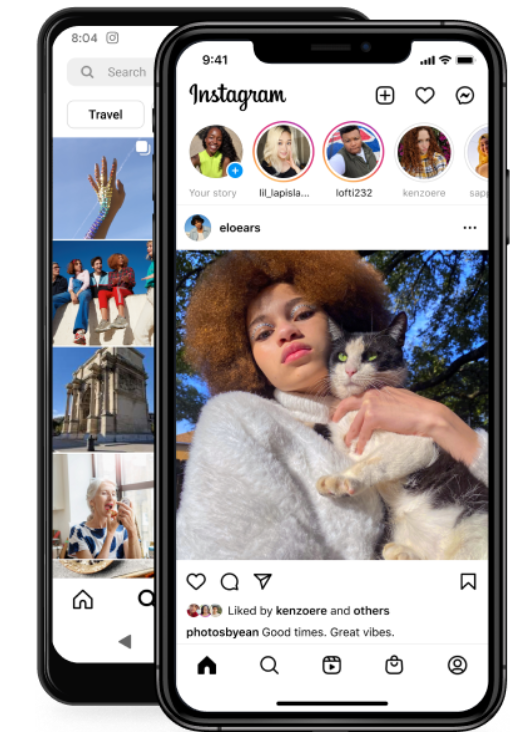 8:04
Search
Travel
9:41
Instagram
Your story
lil_lapisla...
lofti232
kenzoere
sapp
eloears
Liked by kenzoere and others
photosbyean Good times. Great vibes.